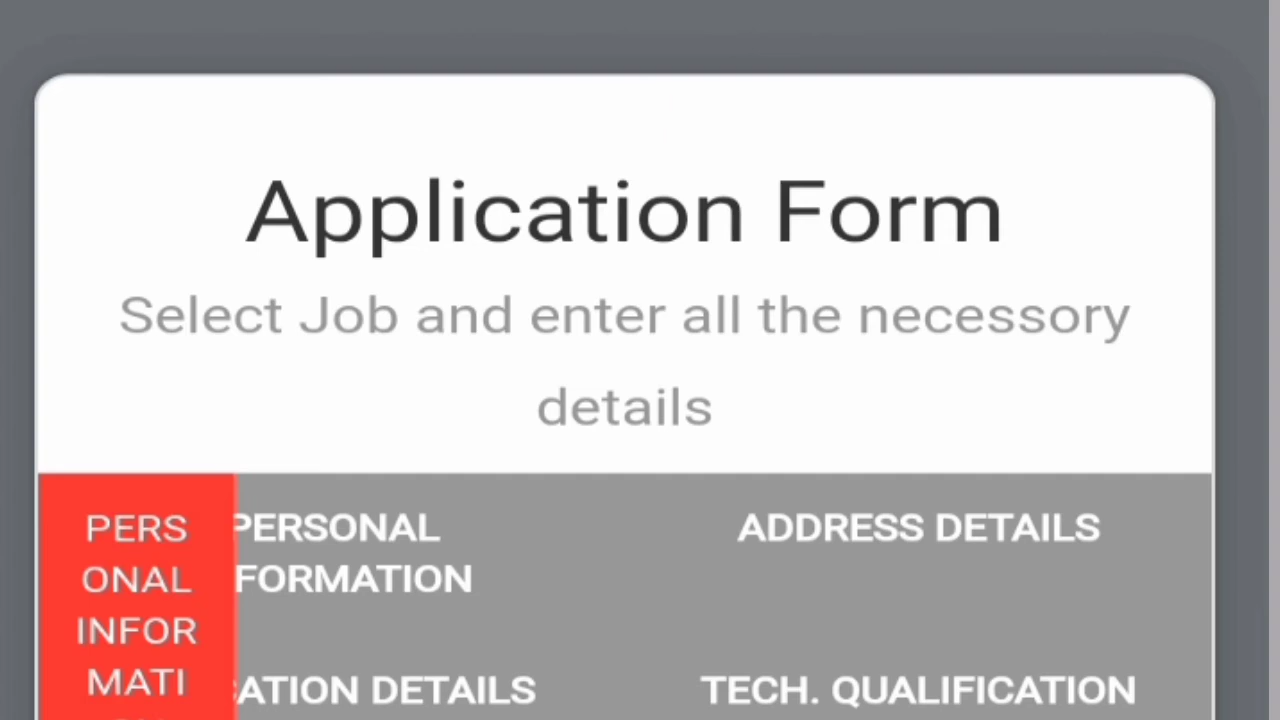 Application Form
Select Job and enter all the necessary
details
PERS
ONAL
INFOR
MATI
PERSONAL
FORMATION
ADDRESS DETAILS
CATION DETAILS
TECH. QUALIFICATION